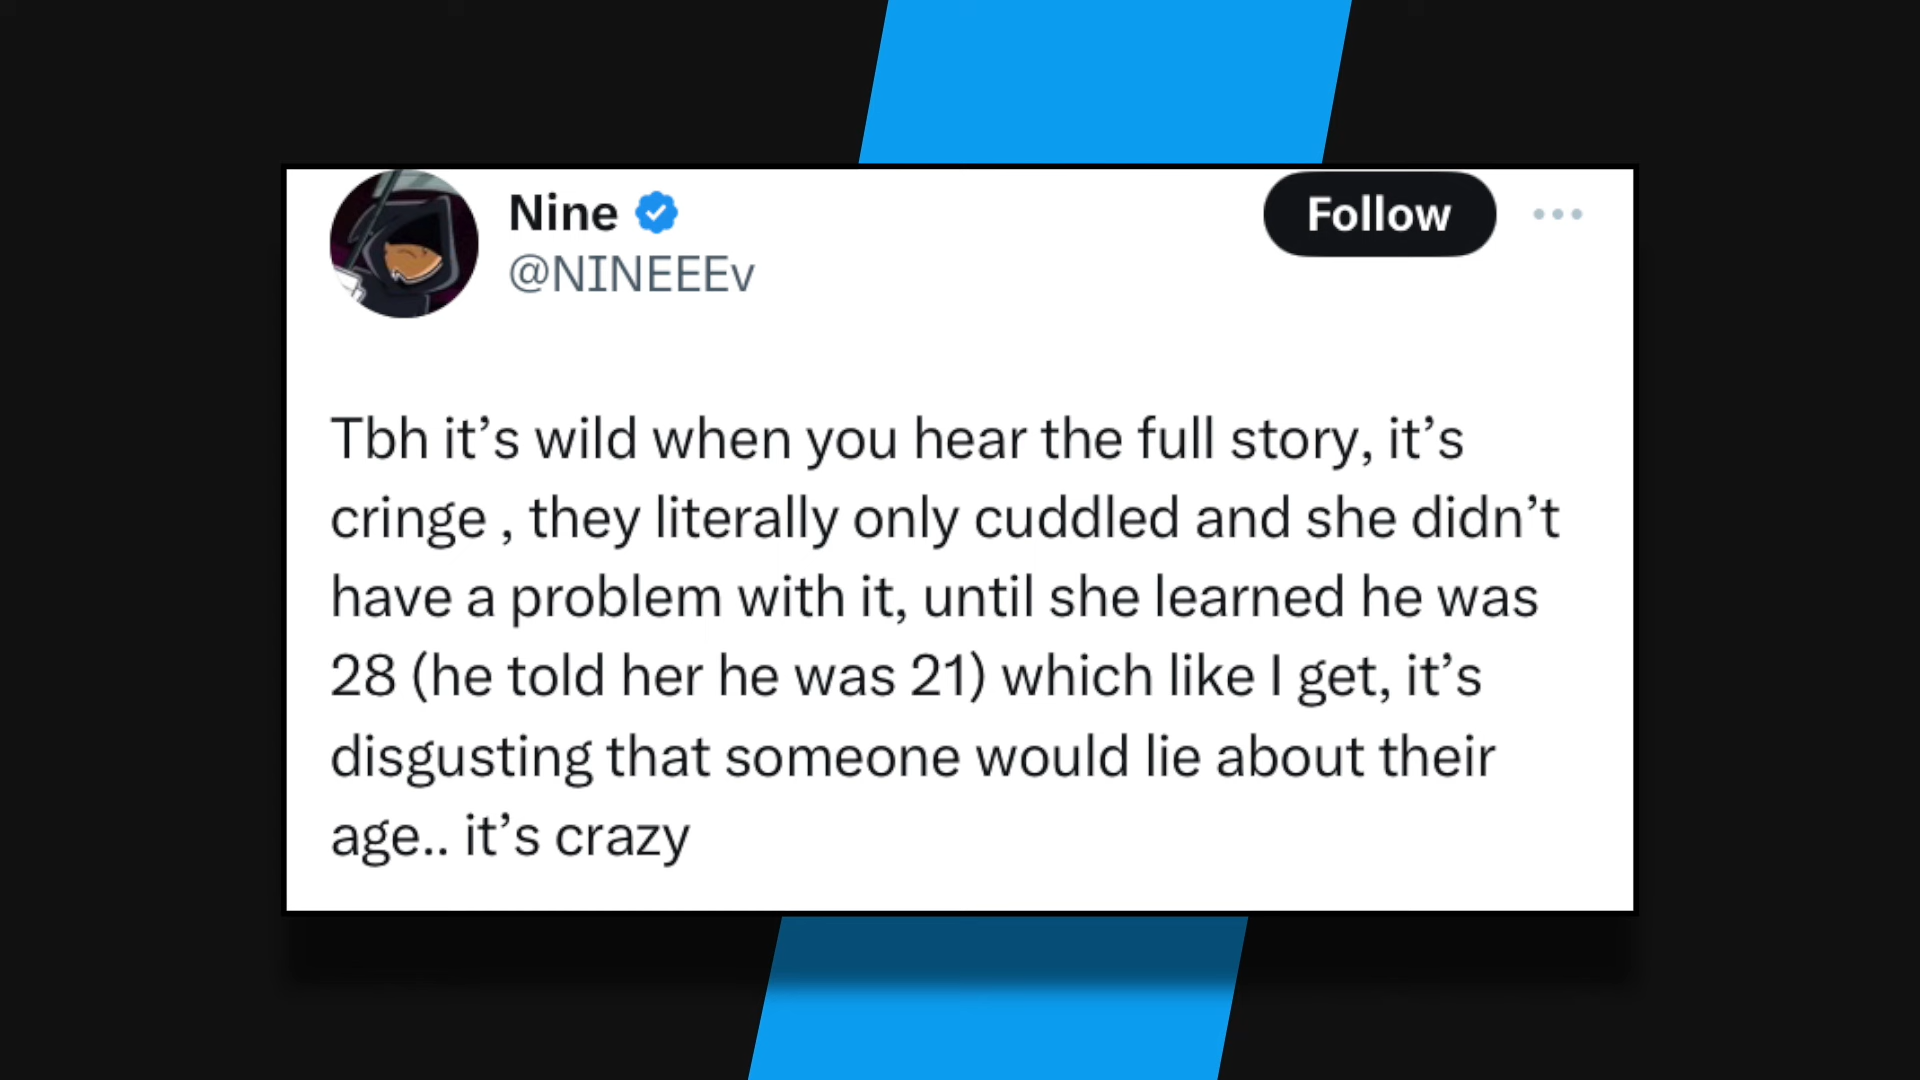 Nine
@NINEEEv
Follow
Tbh it’s wild when you hear the full story, it’s
cringe , they literally only cuddled and she didn’t
have a problem with it, until she learned he was
28 (he told her he was 21) which like I get, it’s
disgusting that someone would lie about their
age.. it’s crazy